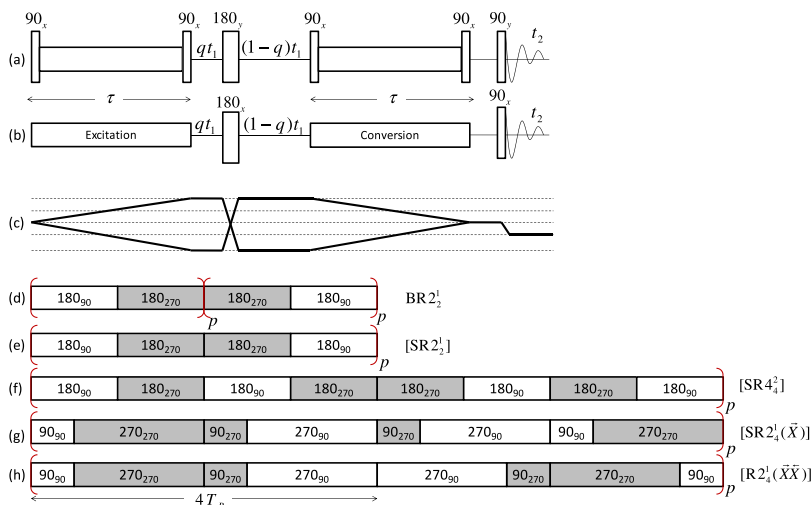 90x 90x 180y 90x 90x 90y
(a) qt1 (1−q)t1 t2
τ τ
180x 90x
(b) Excitation qt1 (1−q)t1 Conversion t2
(c)
(d) 180₉₀ 180₂₇₀ 180₂₇₀ 180₉₀ BR2₂¹
p p
(e) 180₉₀ 180₂₇₀ 180₂₇₀ 180₉₀ [SR2₂¹]
p
(f) 180₉₀ 180₂₇₀ 180₉₀ 180₂₇₀ 180₂₇₀ 180₉₀ 180₂₇₀ 180₉₀ [SR4₄²]
p
(g) 90₉₀ 270₂₇₀ 90₂₇₀ 270₉₀ 90₂₇₀ 270₉₀ 90₉₀ 270₂₇₀ [SR2₄¹(X⃗)]
p
(h) 90₉₀ 270₂₇₀ 90₂₇₀ 270₉₀ 270₉₀ 90₂₇₀ 270₂₇₀ 90₉₀ [R2₄¹(X⃗X⃖)]
p